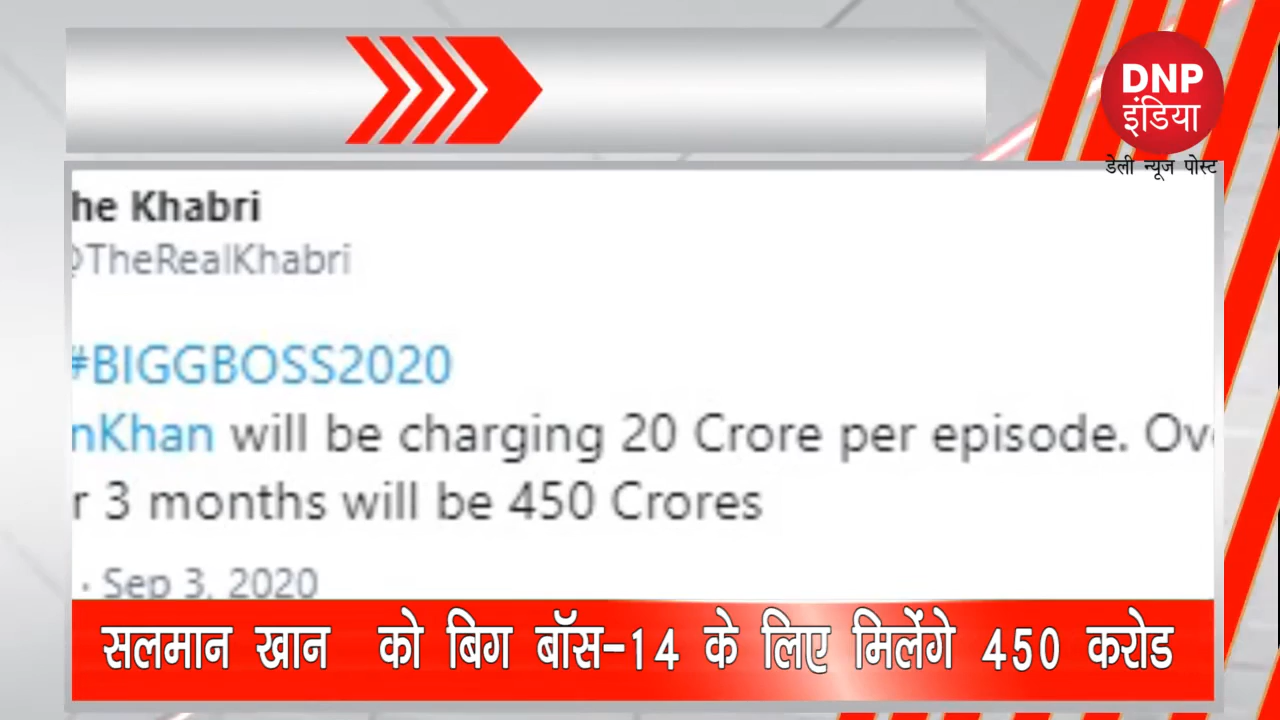 DNP
इंडिया
डेली न्यूज पोस्ट
he Khabri
@TheRealKhabri
#BIGGBOSS2020
nKhan will be charging 20 Crore per episode. Ov
r 3 months will be 450 Crores
· Sep 3, 2020
सलमान खान को बिग बॉस-14 के लिए मिलेंगे 450 करोड